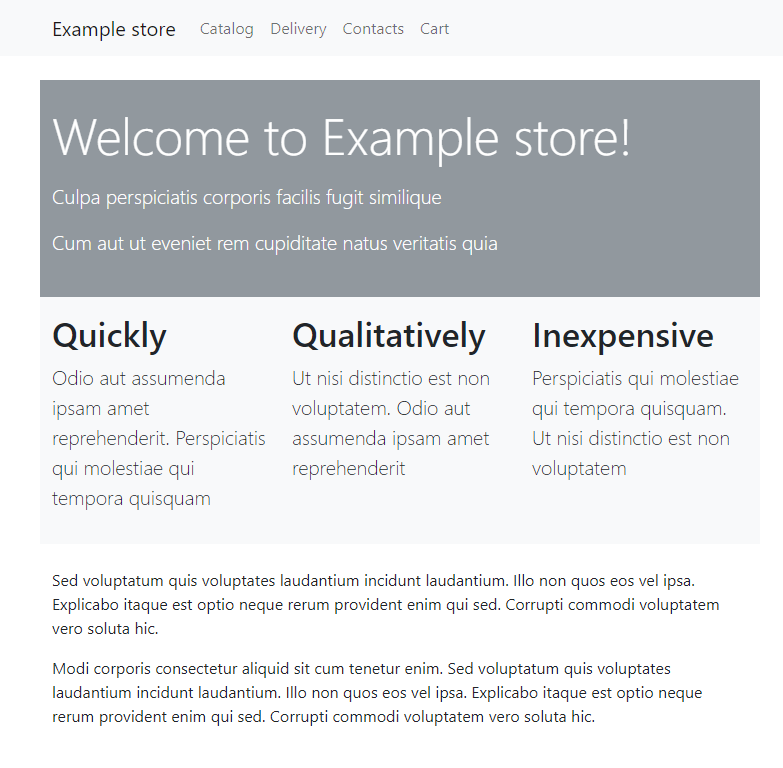 Example store Catalog Delivery Contacts Cart
Welcome to Example store!
Culpa perspiciatis corporis facilis fugit similique
Cum aut ut eveniet rem cupiditate natus veritatis quia
Quickly
Odio aut assumenda
ipsam amet
reprehenderit. Perspiciatis
qui molestiae qui
tempora quisquam
Qualitatively
Ut nisi distinctio est non
voluptatem. Odio aut
assumenda ipsam amet
reprehenderit
Inexpensive
Perspiciatis qui molestiae
qui tempora quisquam.
Ut nisi distinctio est non
voluptatem
Sed voluptatum quis voluptates laudantium incidunt laudantium. Illo non quos eos vel ipsa.
Explicabo itaque est optio neque rerum provident enim qui sed. Corrupti commodi voluptatem
vero soluta hic.
Modi corporis consectetur aliquid sit cum tenetur enim. Sed voluptatum quis voluptates
laudantium incidunt laudantium. Illo non quos eos vel ipsa. Explicabo itaque est optio neque
rerum provident enim qui sed. Corrupti commodi voluptatem vero soluta hic.